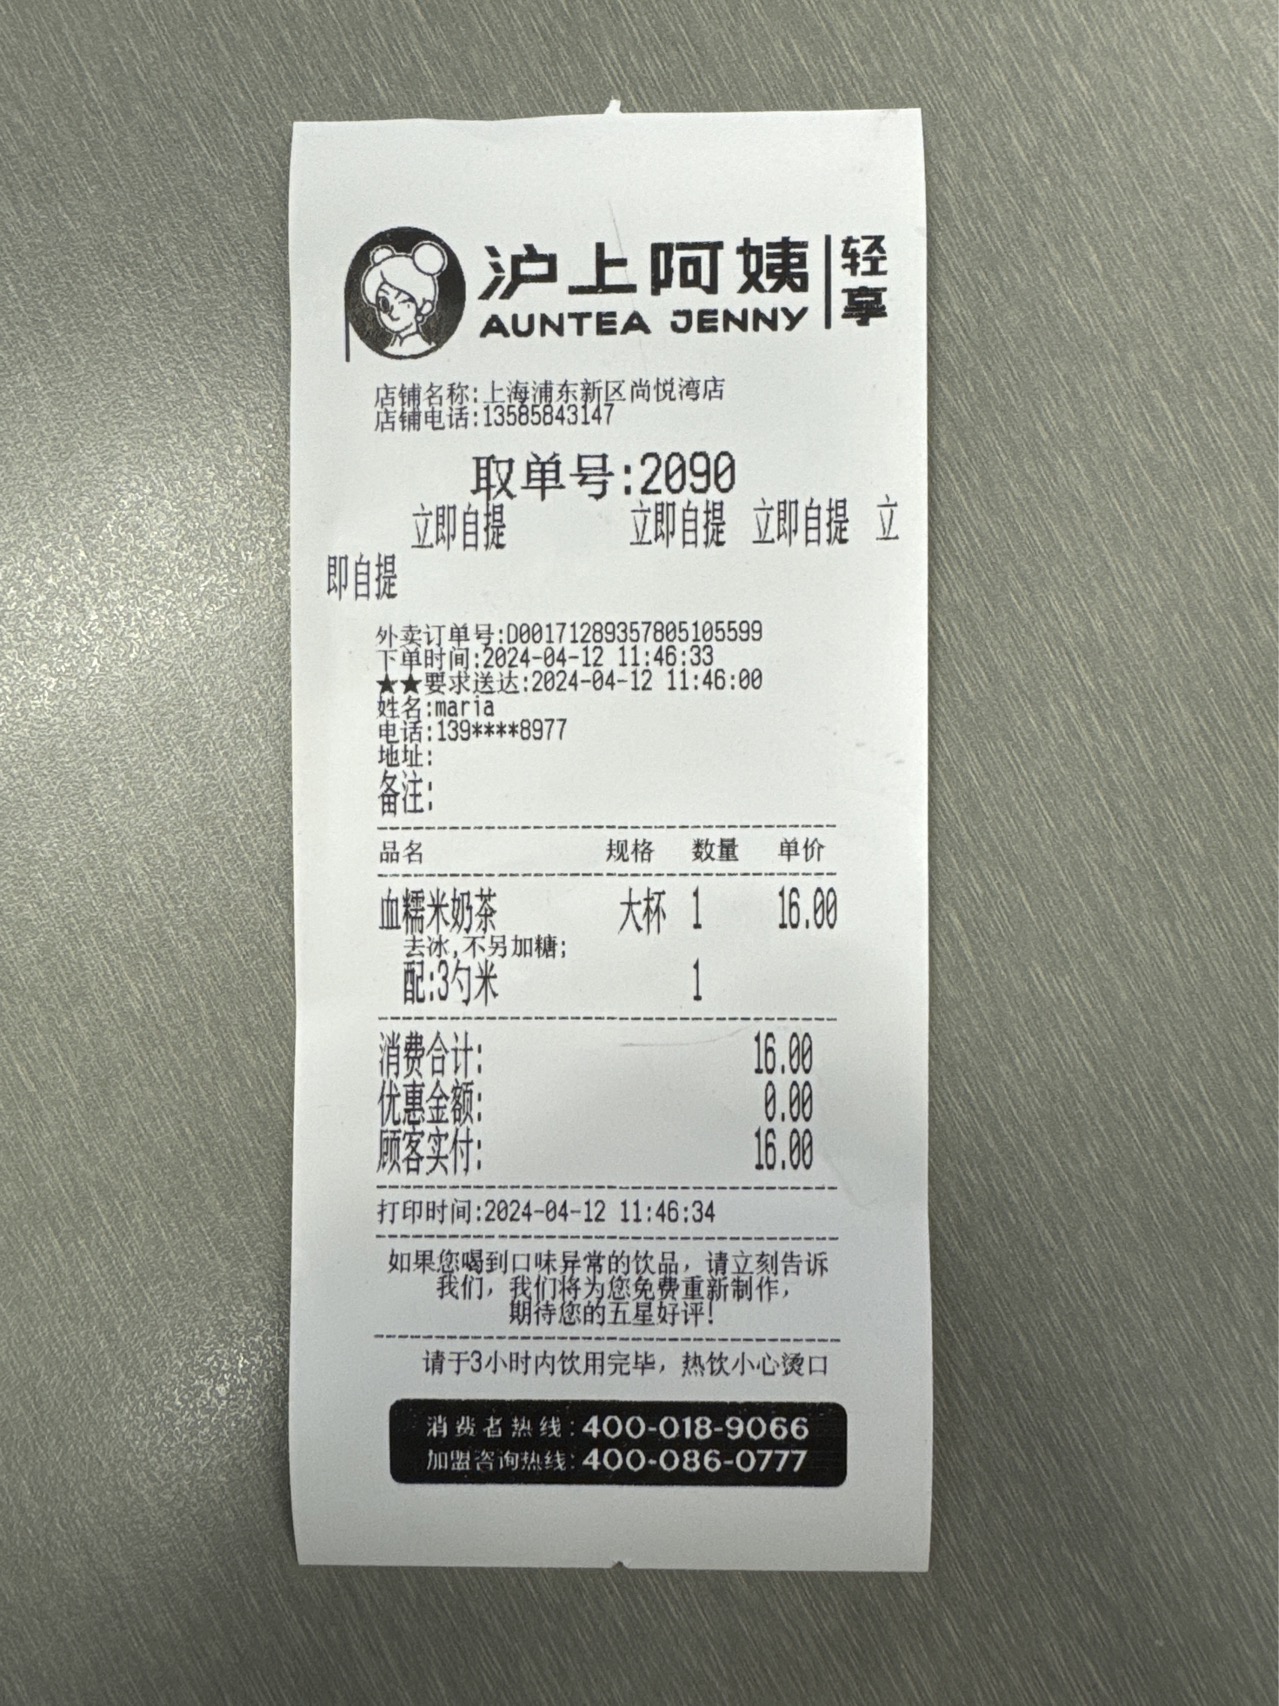 沪上阿姨 轻享
AUNTEA JENNY
店铺名称:上海浦东新区尚悦湾店
店铺电话:13585843147
取单号:2090
立即自提 立即自提 立即自提 立
即自提
外卖订单号:D00171289357805105599
下单时间:2024-04-12 11:46:33
★★要求送达:2024-04-12 11:46:00
姓名:maria
电话:139****8977
地址:
备注:
品名 规格 数量 单价
血糯米奶茶 大杯 1 16.00
去冰,不另加糖;
配:3勺米 1
消费合计: 16.00
优惠金额: 0.00
顾客实付: 16.00
打印时间:2024-04-12 11:46:34
如果您喝到口味异常的饮品，请立刻告诉
我们，我们将为您免费重新制作，
期待您的五星好评!
请于3小时内饮用完毕，热饮小心烫口
消费者热线:400-018-9066
加盟咨询热线:400-086-0777